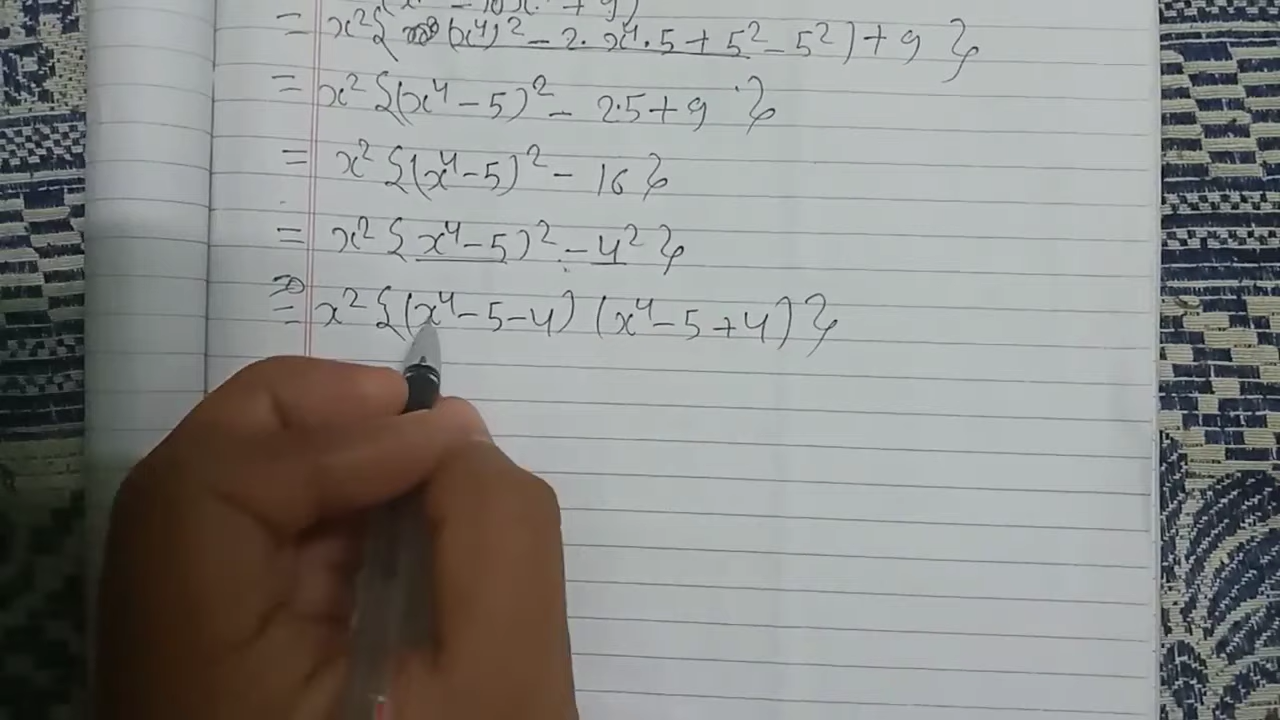 = x²{ (x⁴)² - 2. x⁴.5 + 5² - 5²) + 9 }
= x² {(x⁴ - 5)² - 25 + 9 }
= x² {(x⁴ - 5)² - 16 }
= x² { x⁴ - 5)² - 4² }
= x² {(x⁴ - 5 - 4) (x⁴ - 5 + 4) }